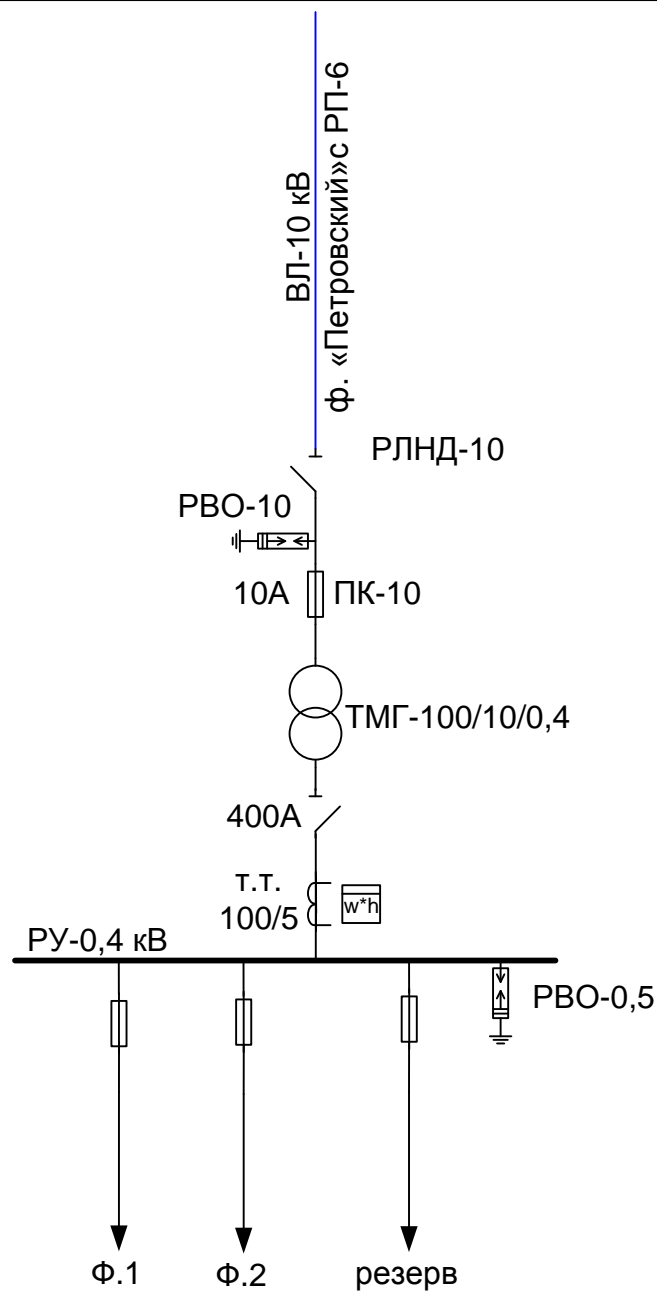 ВЛ-10 кВ
ф. «Петровский»с РП-6
РЛНД-10
РВО-10
10А
ПК-10
ТМГ-100/10/0,4
400А
т.т.
100/5
w*h
РУ-0,4 кВ
РВО-0,5
Ф.1
Ф.2
резерв